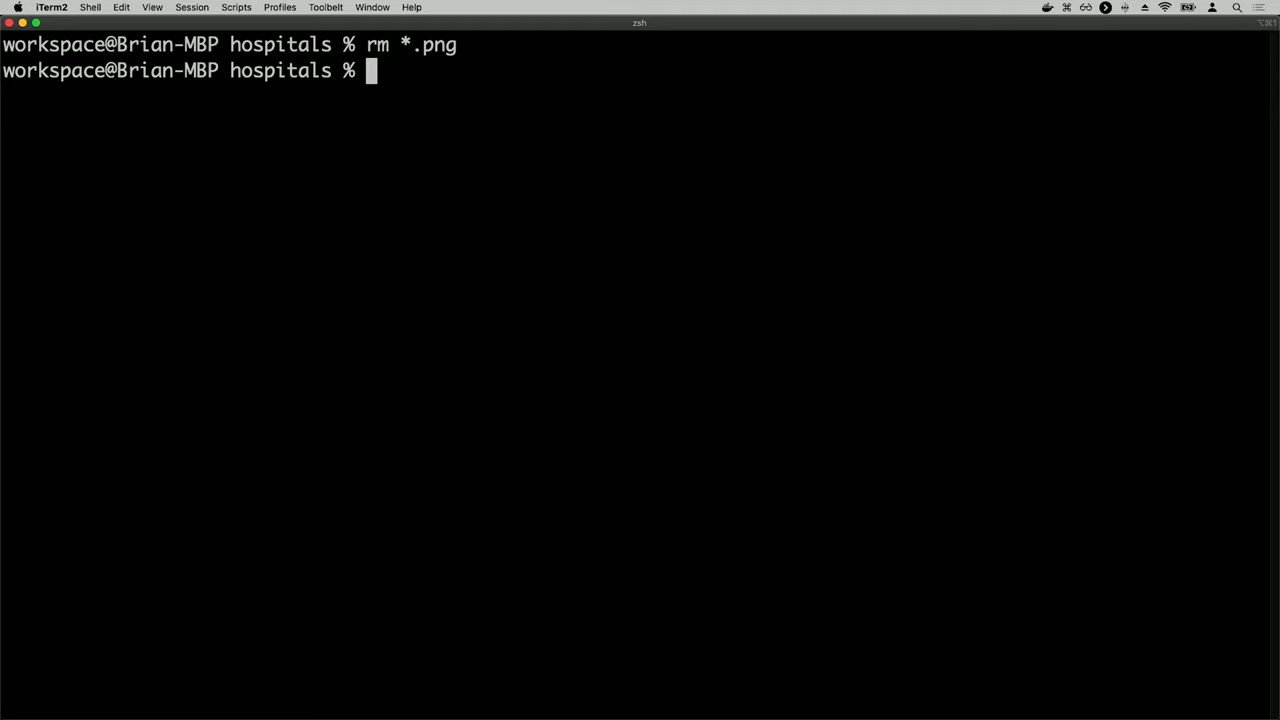 iTerm2 Shell Edit View Session Scripts Profiles Toolbelt Window Help
zsh
workspace@Brian-MBP hospitals % rm *.png
workspace@Brian-MBP hospitals %